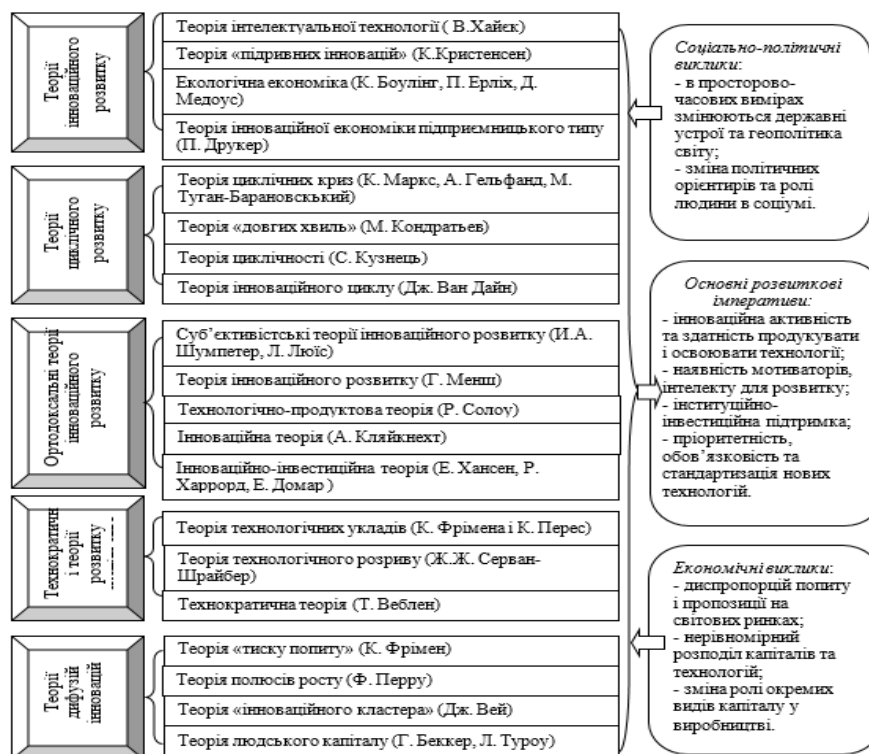 Теорії
інноваційного
розвитку
Теорія інтелектуальної технології ( В.Хайєк)
Теорія «підривних інновацій» (К.Кристенсен)
Екологічна економіка (К. Боулінг, П. Ерліх, Д.
Медоус)
Теорія інноваційної економіки підприємницького типу
(П. Друкер)
Теорії
циклічного
розвитку
Теорія циклічних криз (К. Маркс, А. Гельфанд, М.
Туган-Барановскський)
Теорія «довгих хвиль» (М. Кондратьев)
Теорія циклічності (С. Кузнець)
Теорія інноваційного циклу (Дж. Ван Дайн)
Ортодоксальні теорії
інноваційного
розвитку
Суб’єктивістські теорії інноваційного розвитку (И.А.
Шумпетер, Л. Люїс)
Теорія інноваційного розвитку (Г. Менш)
Технологічно-продуктова теорія (Р. Солоу)
Інноваційна теорія (А. Кляйкнехт)
Інноваційно-інвестиційна теорія (Е. Хансен, Р.
Харрорд, Е. Домар )
Технократичн
і теорії
розвитку
Теорія технологічних укладів (К. Фрімена і К. Перес)
Теорія технологічного розриву (Ж.Ж. Серван-
Шрайбер)
Технократична теорія (Т. Веблен)
Теорії
дифузій
інновацій
Теорія «тиску попиту» (К. Фрімен)
Теорія полюсів росту (Ф. Перру)
Теорія «інноваційного кластера» (Дж. Вей)
Теорія людського капіталу (Г. Беккер, Л. Туроу)
Соціально-політичні
виклики:
- в просторово-
часових вимірах
змінюються державні
устрої та геополітика
світу;
- зміна політичних
орієнтирів та ролі
людини в соціумі.
Основні розвиткові
імперативи:
- інноваційна активність
та здатність продукувати
і освоювати технології;
- наявність мотиваторів,
інтелекту для розвитку;
- інституційно-
інвестиційна підтримка;
- пріоритетність,
обов’язковість та
стандартизація нових
технологій.
Економічні виклики:
- диспропорцій попиту
і пропозиції на
світових ринках;
- нерівномірний
розподіл капіталів та
технологій;
- зміна ролі окремих
видів капіталу у
виробництві.